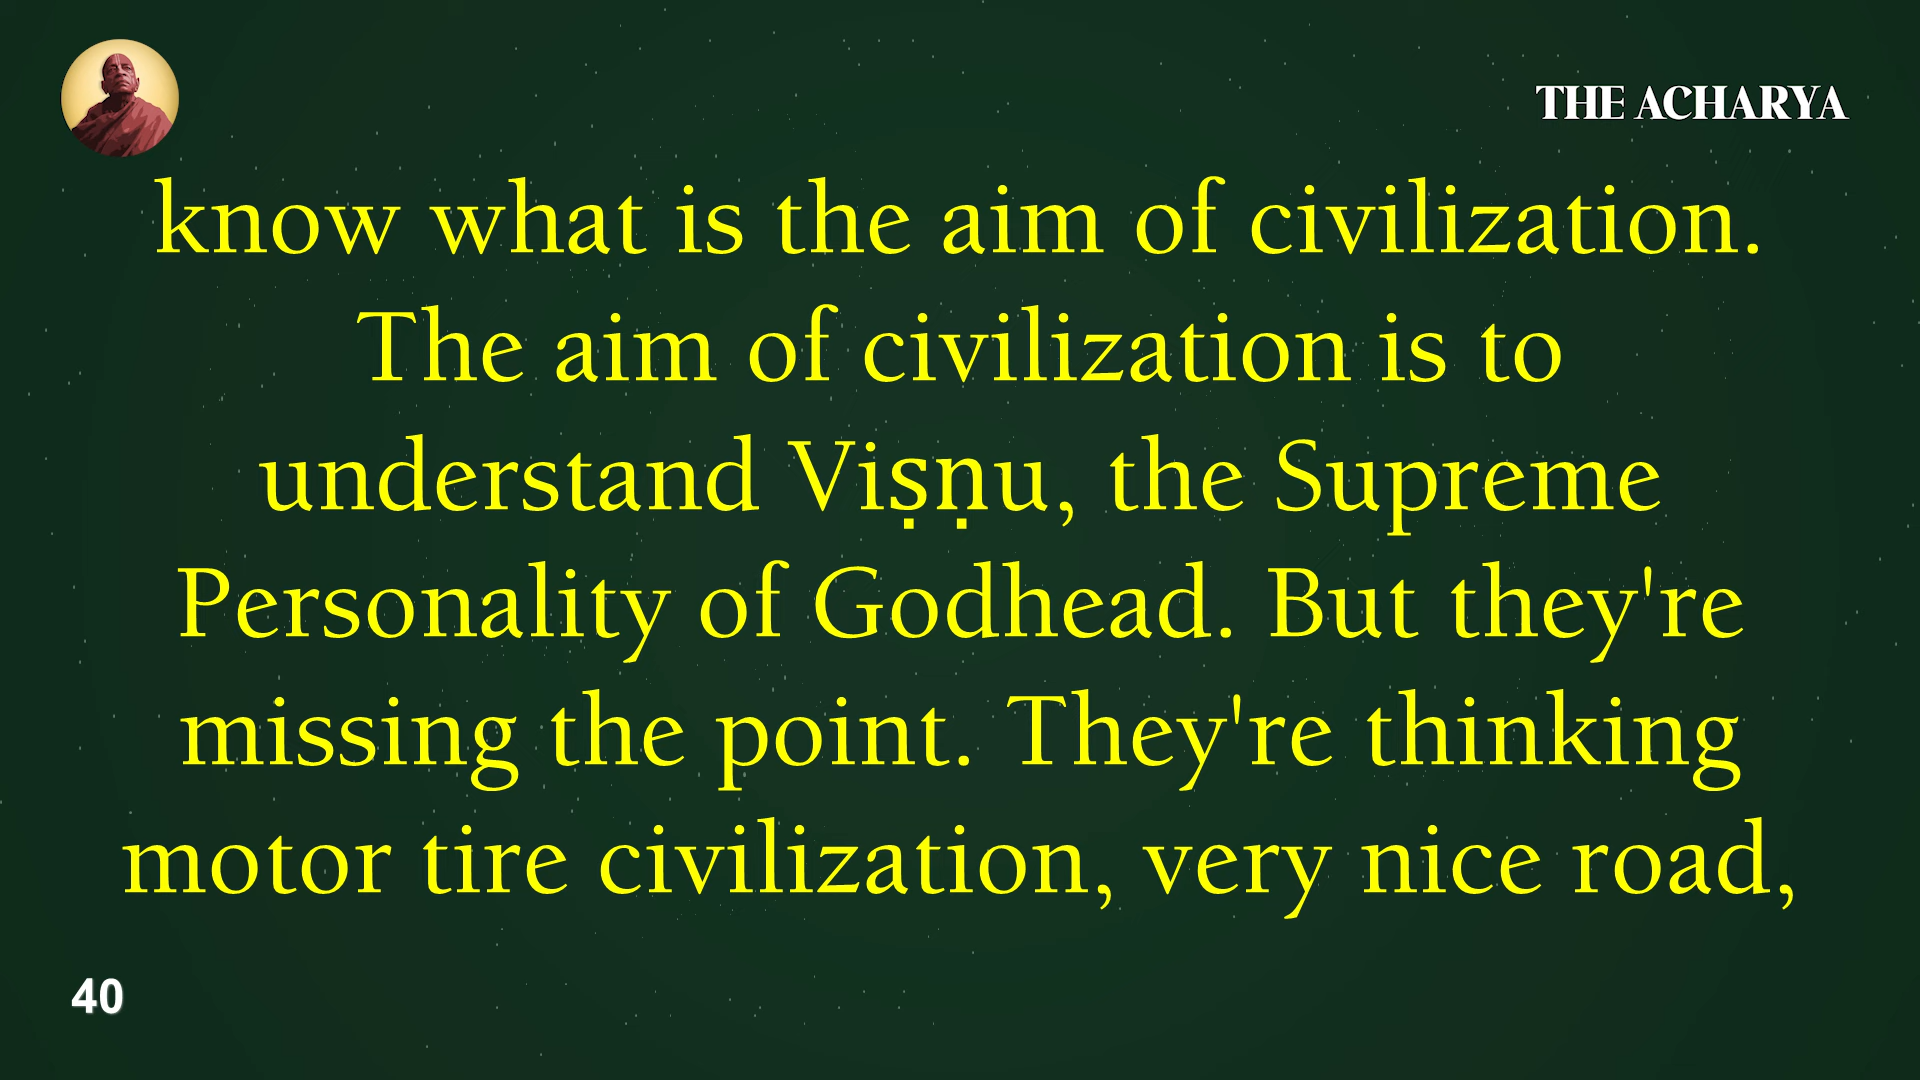 THE ACHARYA
know what is the aim of civilization.
The aim of civilization is to
understand Viṣṇu, the Supreme
Personality of Godhead. But they're
missing the point. They're thinking
motor tire civilization, very nice road,
40